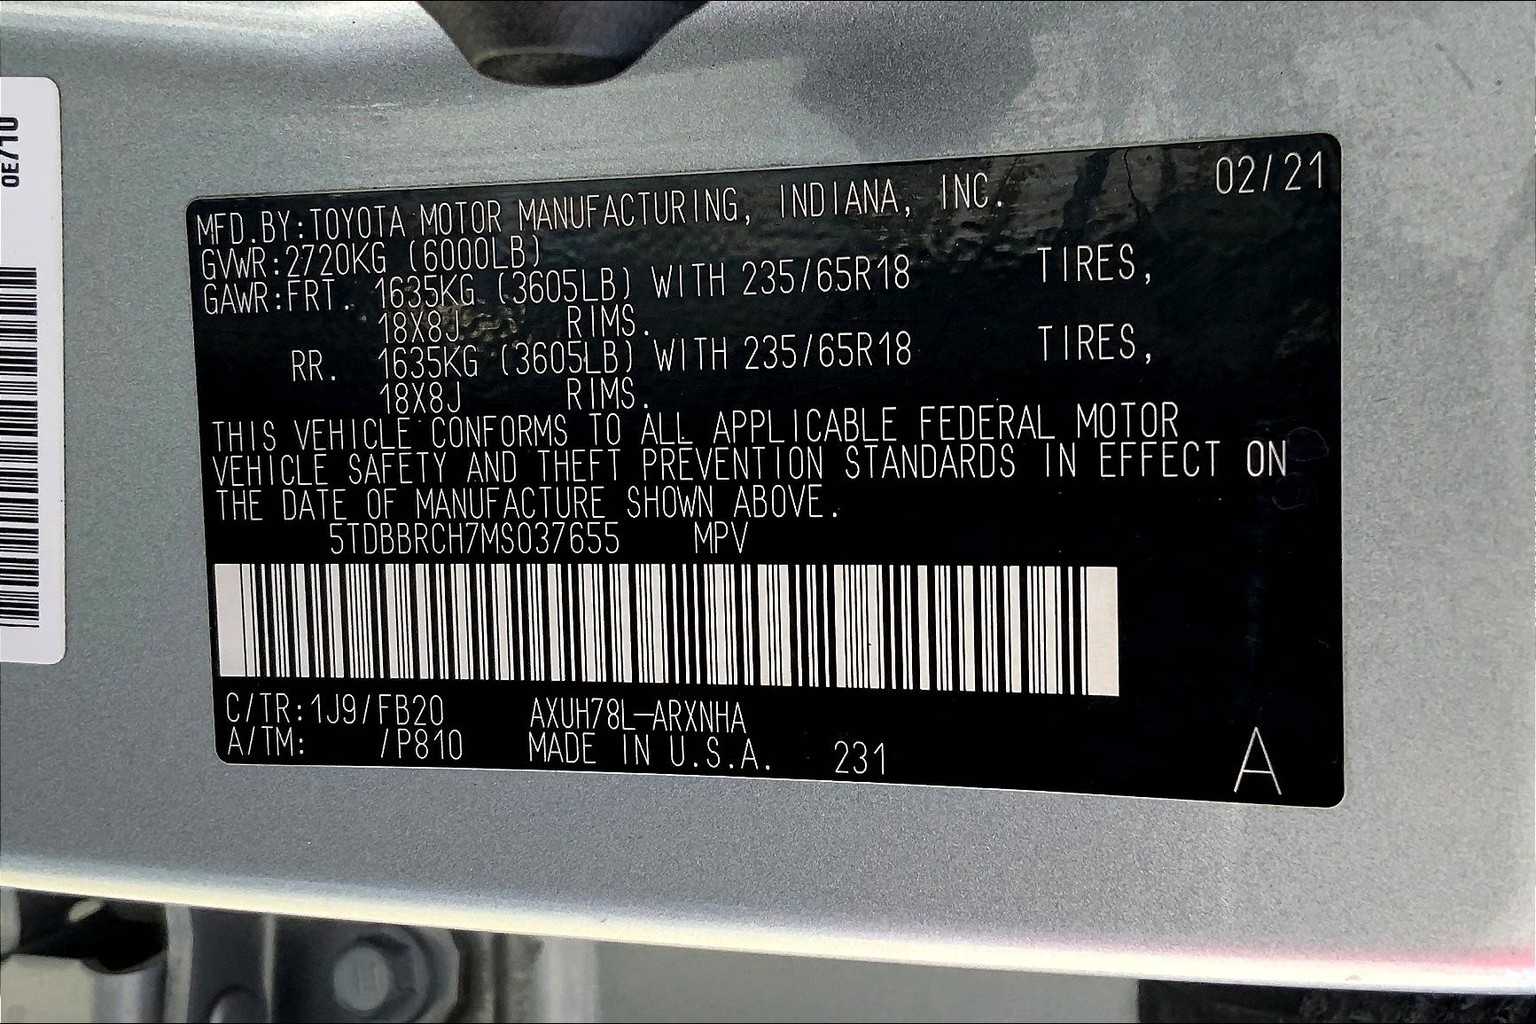 0E/10
MFD.BY:TOYOTA MOTOR MANUFACTURING, INDIANA, INC. 02/21
GVWR:2720KG (6000LB)
GAWR:FRT. 1635KG (3605LB) WITH 235/65R18 TIRES,
18X8J RIMS.
RR. 1635KG (3605LB) WITH 235/65R18 TIRES,
18X8J RIMS.
THIS VEHICLE CONFORMS TO ALL APPLICABLE FEDERAL MOTOR
VEHICLE SAFETY AND THEFT PREVENTION STANDARDS IN EFFECT ON
THE DATE OF MANUFACTURE SHOWN ABOVE.
5TDBBRCH7MS037655 MPV
C/TR:1J9/FB20 AXUH78L-ARXNHA
A/TM: /P810 MADE IN U.S.A. 231
A